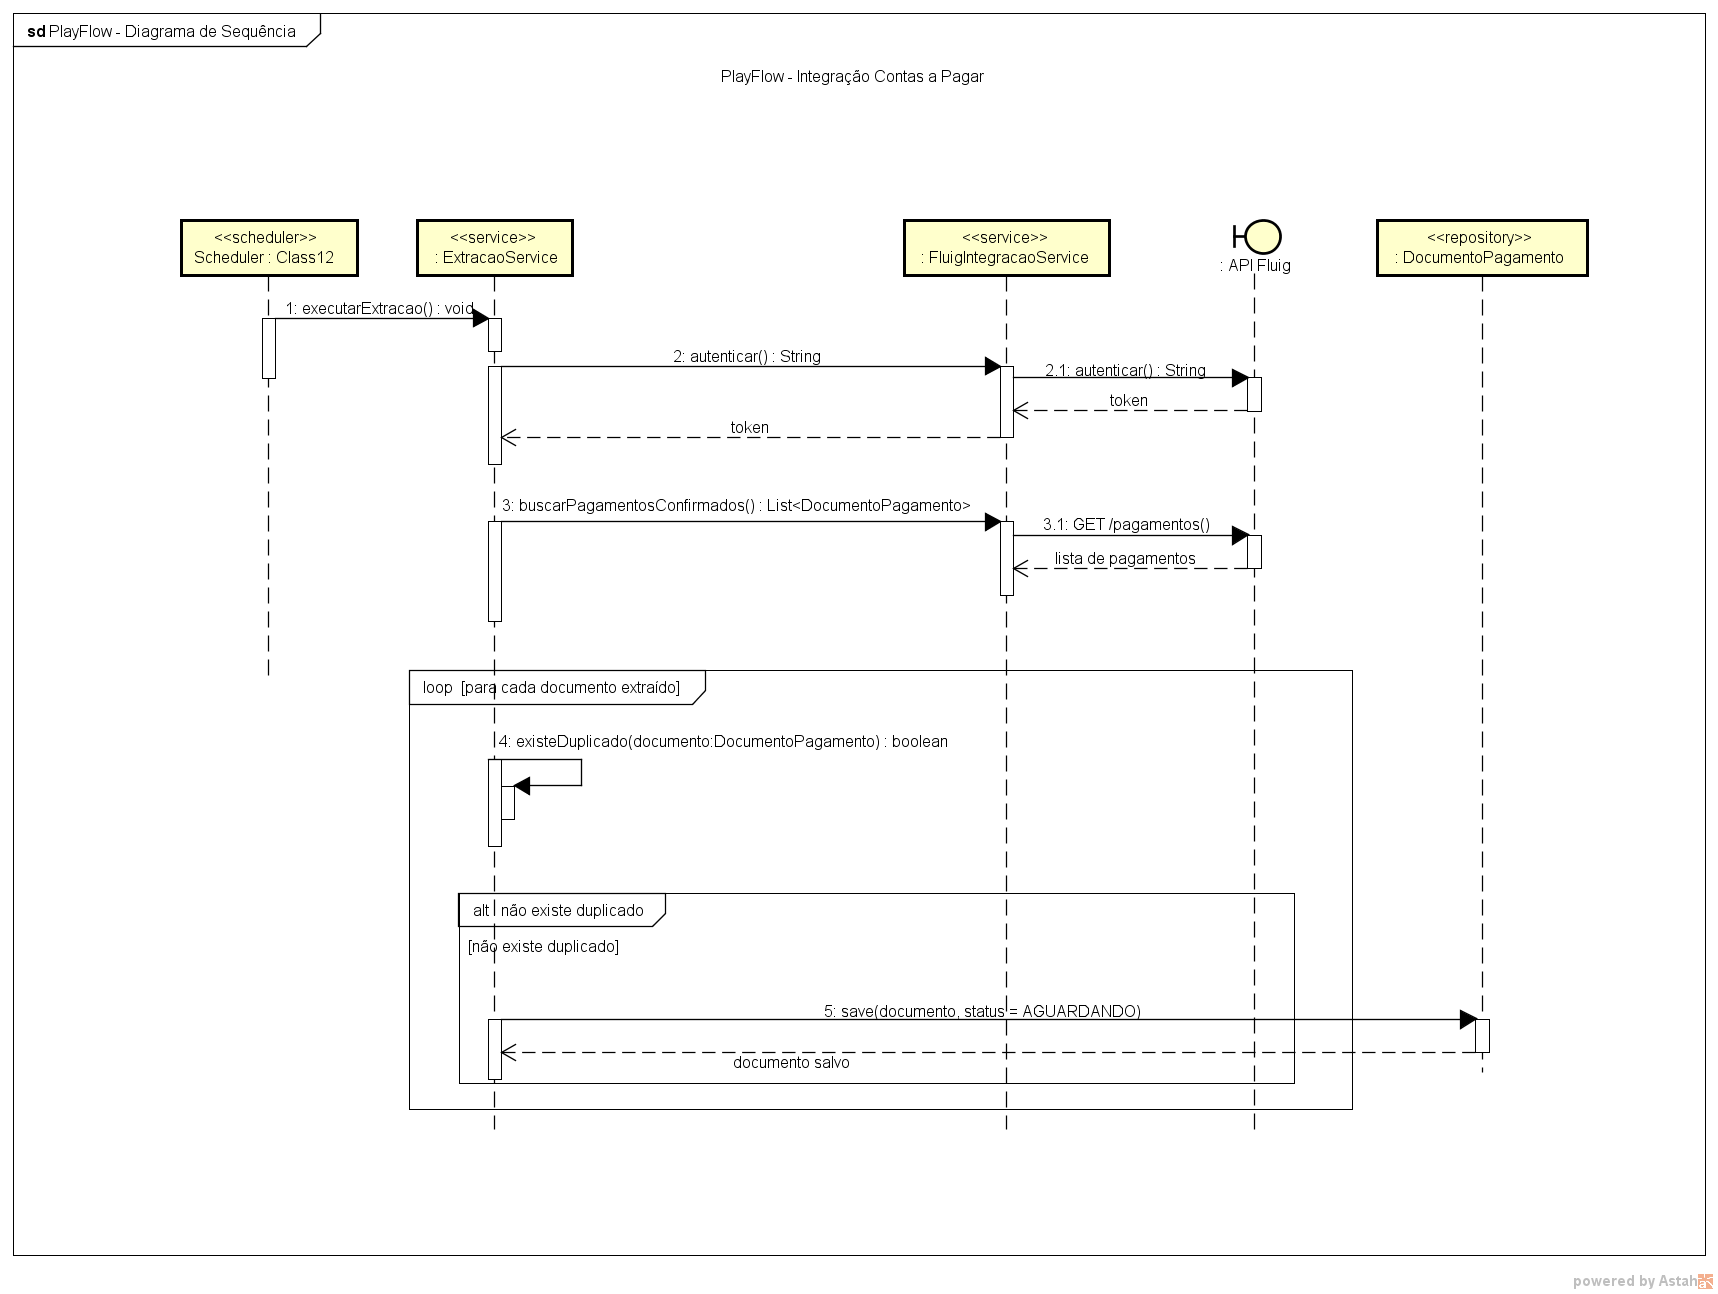 sd PlayFlow - Diagrama de Sequência
PlayFlow - Integração Contas a Pagar
<<scheduler>>
Scheduler : Class12
<<service>>
: ExtracaoService
<<service>>
: FluigIntegracaoService
: API Fluig
<<repository>>
: DocumentoPagamento
1: executarExtracao() : void
2: autenticar() : String
2.1: autenticar() : String
token
token
3: buscarPagamentosConfirmados() : List<DocumentoPagamento>
3.1: GET /pagamentos()
lista de pagamentos
loop [para cada documento extraído]
4: existeDuplicado(documento:DocumentoPagamento) : boolean
alt não existe duplicado
[não existe duplicado]
5: save(documento, status = AGUARDANDO)
documento salvo
powered by Astah